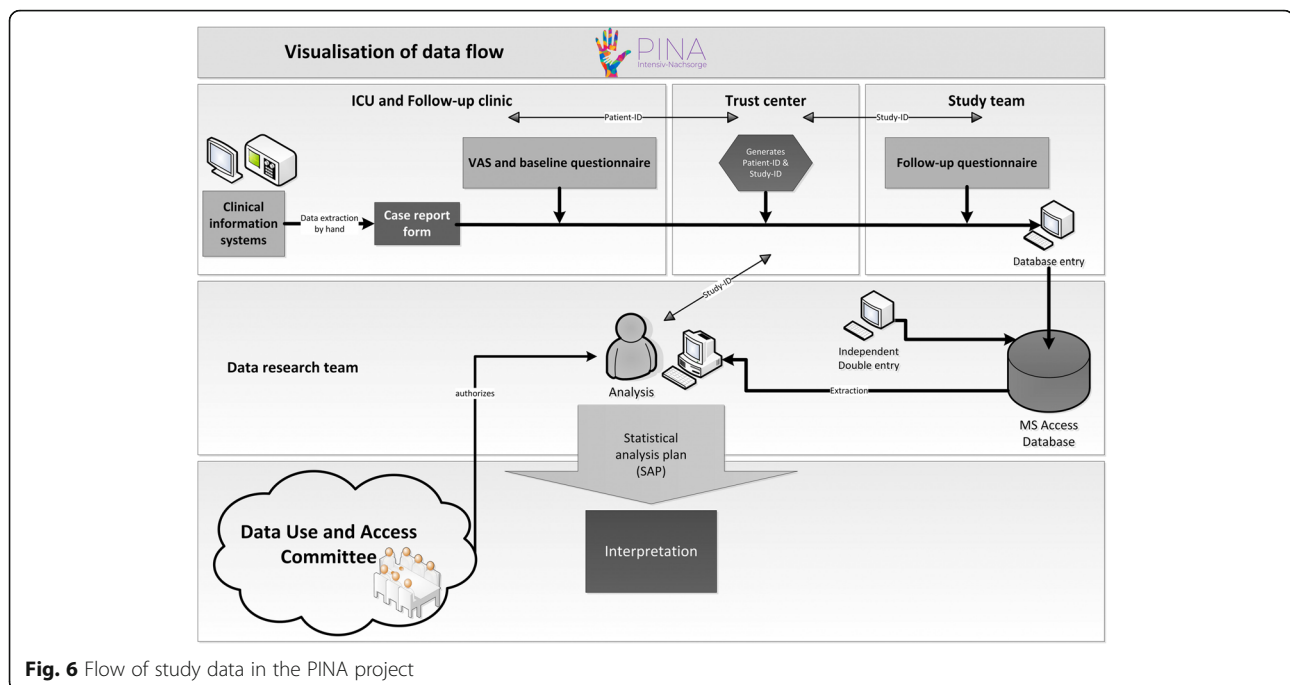 Visualisation of data flow
PINA
Intensiv-Nachsorge
ICU and Follow-up clinic
Trust center
Study team
Patient-ID
Study-ID
VAS and baseline questionnaire
Generates
Patient-ID &
Study-ID
Follow-up questionnaire
Clinical
information
systems
Data extraction
by hand
Case report
form
Database entry
Study-ID
Data research team
Independent
Double entry
authorizes
Analysis
Extraction
MS Access
Database
Statistical
analysis plan
(SAP)
Data Use and Access
Committee
Interpretation
Fig. 6 Flow of study data in the PINA project